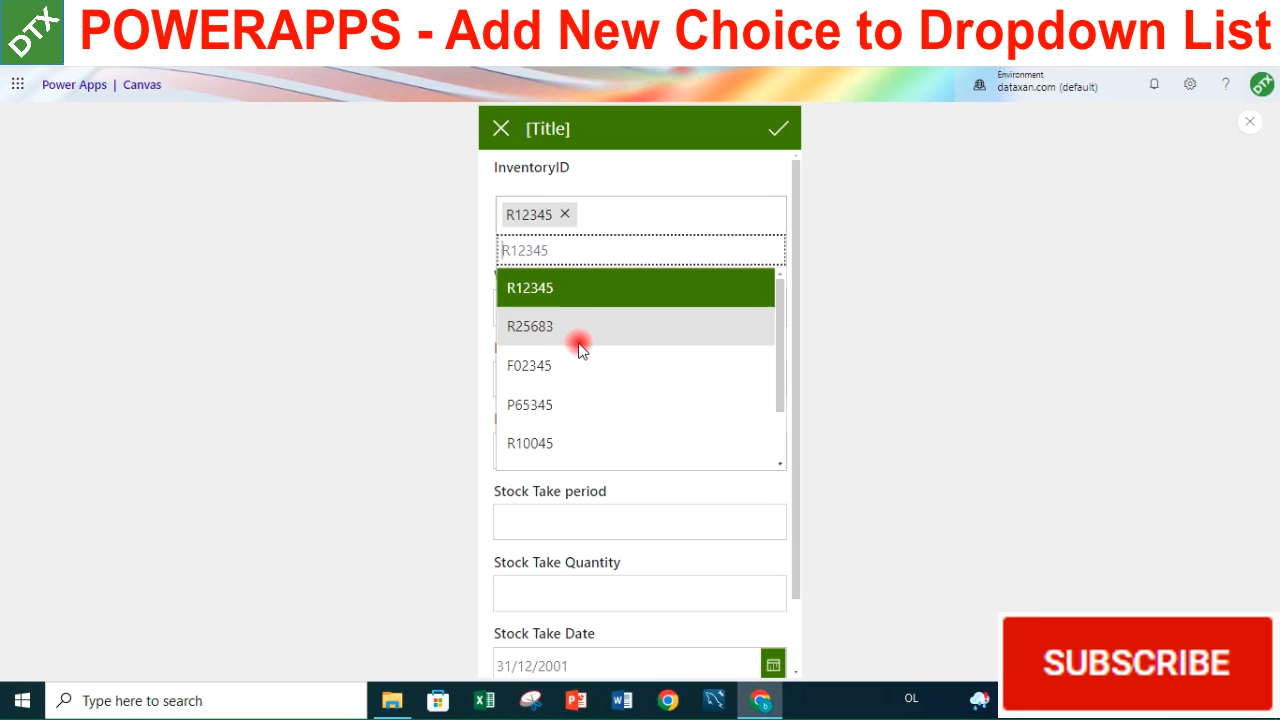 DTX
POWERAPPS - Add New Choice to Dropdown List
Power Apps | Canvas
Environment
dataxan.com (default)
?
DTX
[Title]
InventoryID
R12345
R12345
R12345
R25683
F02345
P65345
R10045
Stock Take period
Stock Take Quantity
Stock Take Date
31/12/2001
Type here to search
OL
SUBSCRIBE